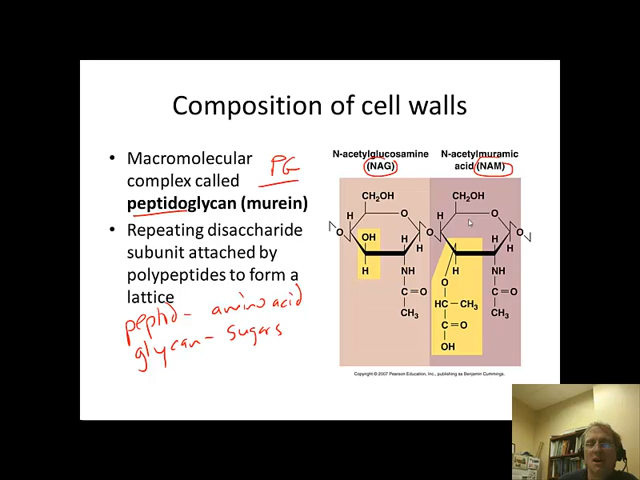 Composition of cell walls
• Macromolecular
complex called
peptidoglycan (murein)
PG
• Repeating disaccharide
subunit attached by
polypeptides to form a
lattice
peptid - amino acid
glycan - sugars
N-acetylglucosamine
(NAG)
N-acetylmuramic
acid (NAM)
CH₂OH
O
H
O
OH
H
H
H
NH
C=O
CH₃
O
CH₂OH
O
H
O
H
H
H
NH
C=O
CH₃
O
HC—CH₃
C=O
OH
Copyright © 2007 Pearson Education, Inc., publishing as Benjamin Cummings.